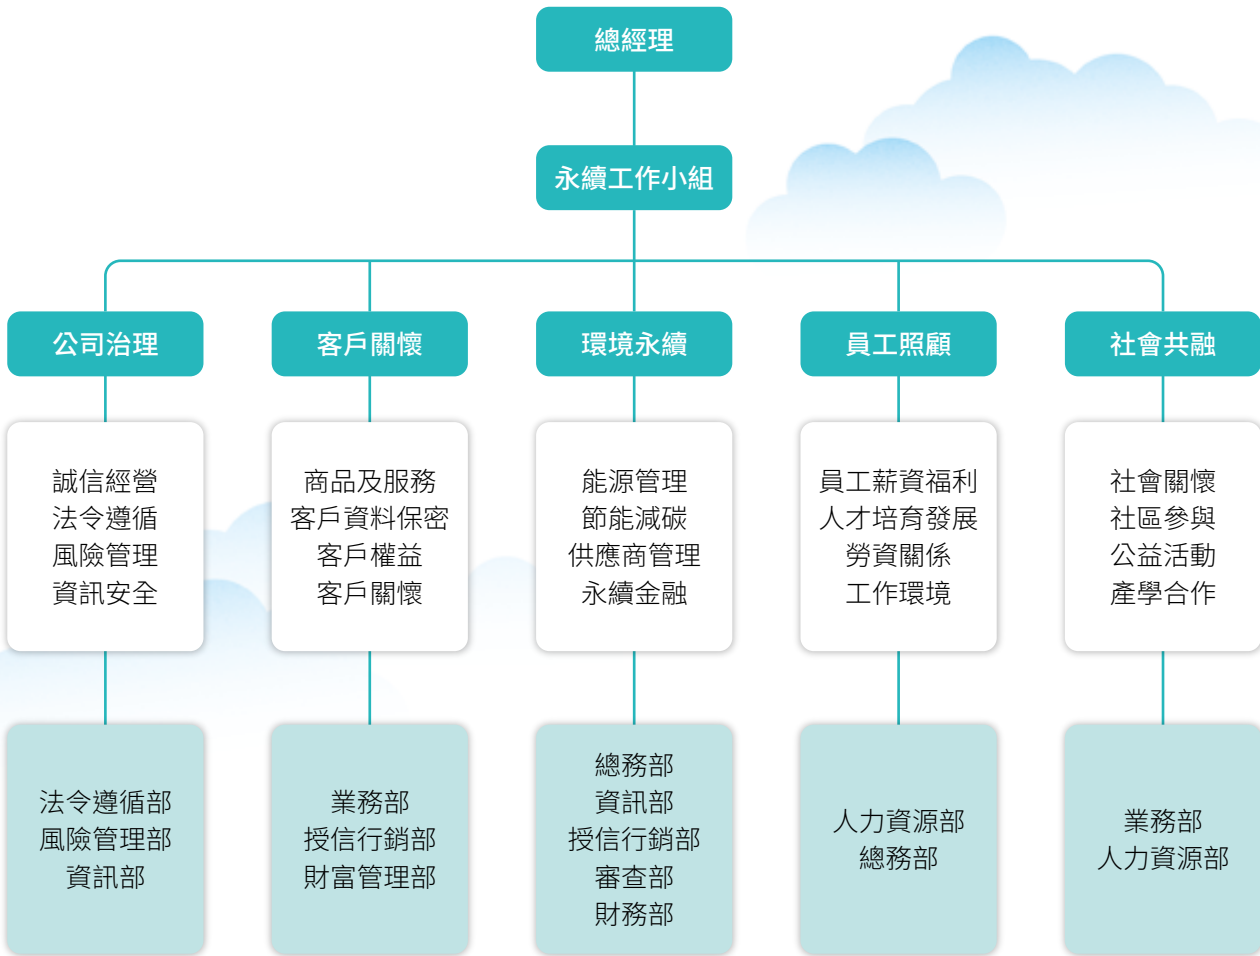 總經理
永續工作小組
公司治理
客戶關懷
環境永續
員工照顧
社會共融
誠信經營
法令遵循
風險管理
資訊安全
商品及服務
客戶資料保密
客戶權益
客戶關懷
能源管理
節能減碳
供應商管理
永續金融
員工薪資福利
人才培育發展
勞資關係
工作環境
社會關懷
社區參與
公益活動
產學合作
法令遵循部
風險管理部
資訊部
業務部
授信行銷部
財富管理部
總務部
資訊部
授信行銷部
審查部
財務部
人力資源部
總務部
業務部
人力資源部